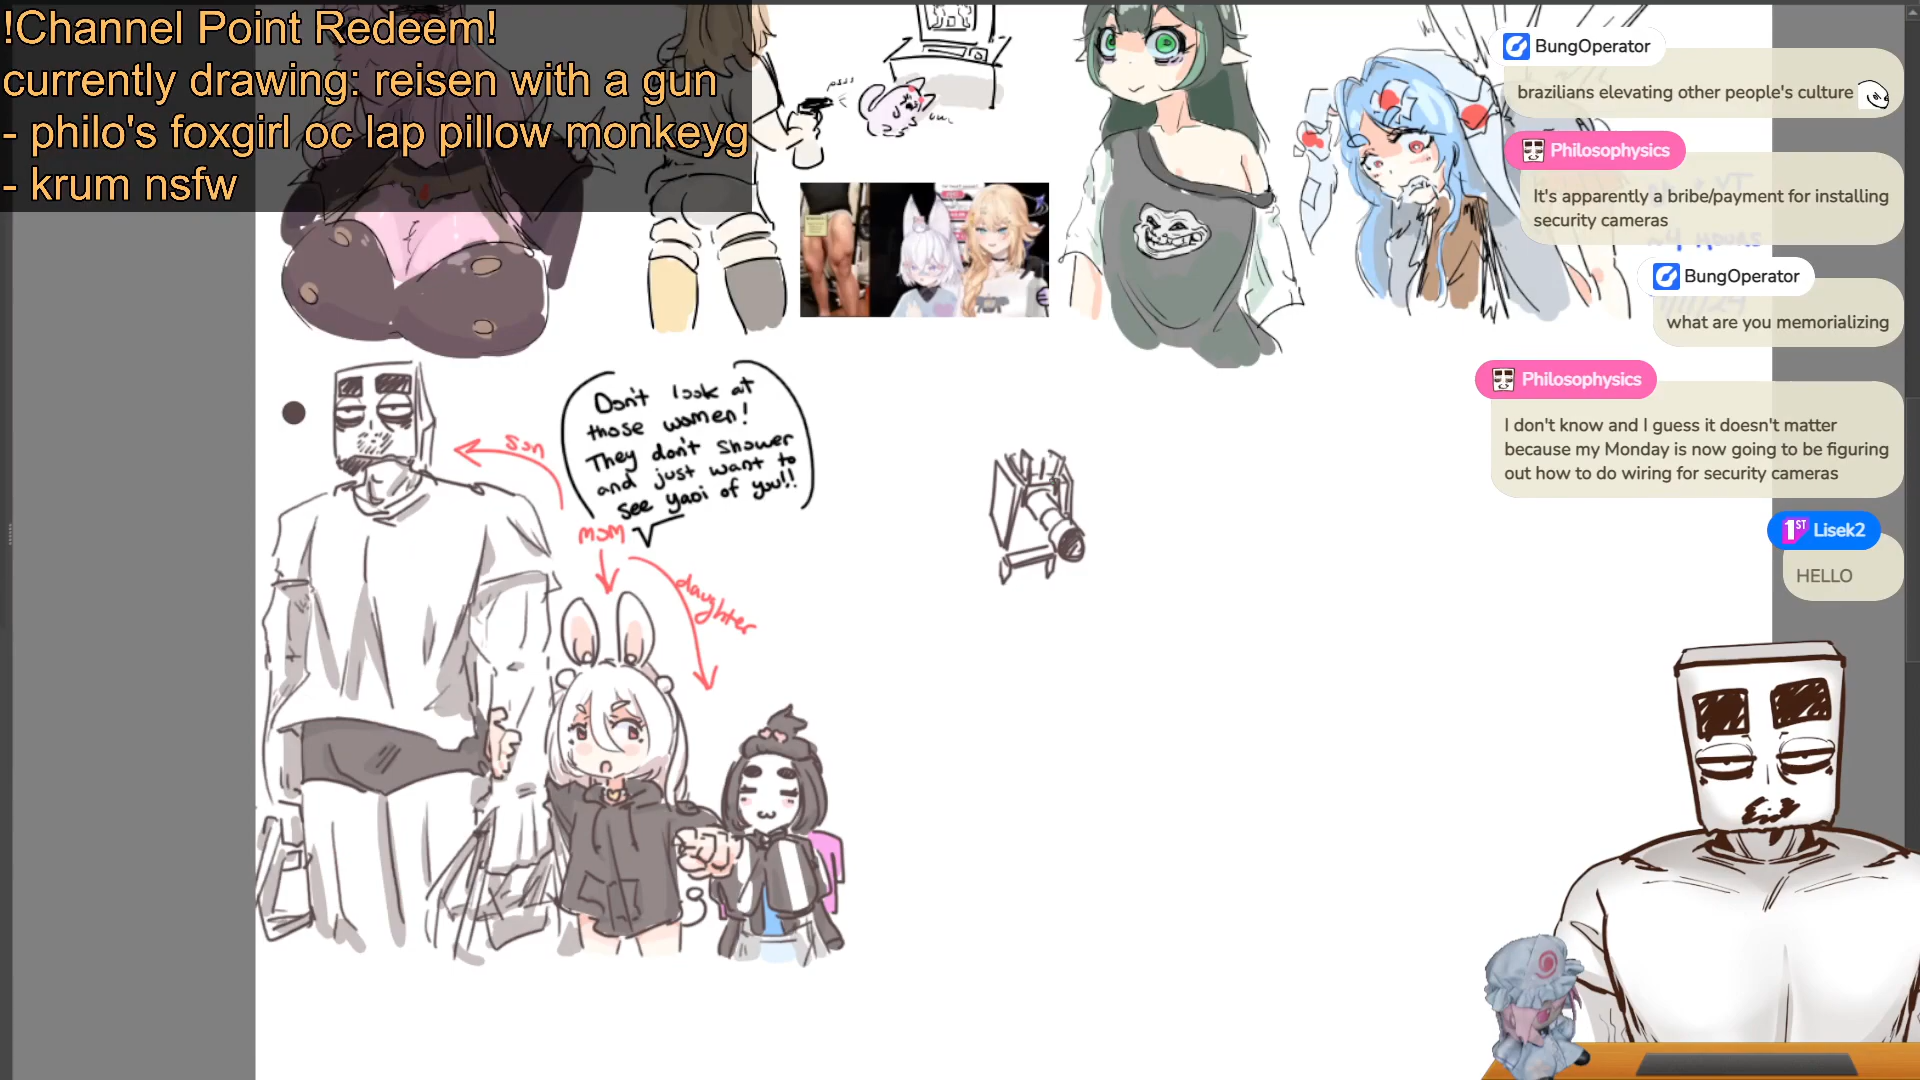 !Channel Point Redeem!
currently drawing: reisen with a gun
- philo's foxgirl oc lap pillow monkeyg
- krum nsfw
psss
BungOperator
brazilians elevating other people's culture
Philosophysics
It's apparently a bribe/payment for installing
security cameras
BungOperator
what are you memorializing
Philosophysics
I don't know and I guess it doesn't matter
because my Monday is now going to be figuring
out how to do wiring for security cameras
1ST Lisek2
HELLO
Don't look at
those women!
They don't shower
and just want to
see yaoi of you!!
son
mom
daughter